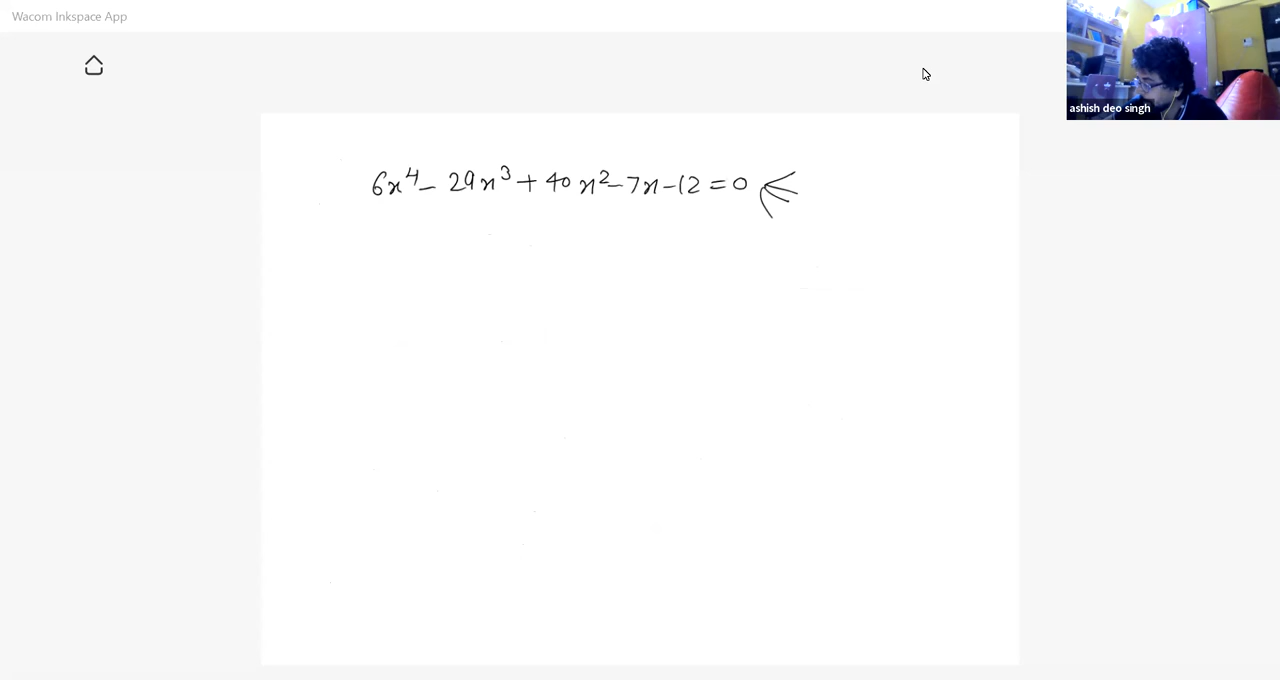 Wacom Inkspace App
ashish deo singh
6x⁴ - 29x³ + 40x² - 7x - 12 = 0